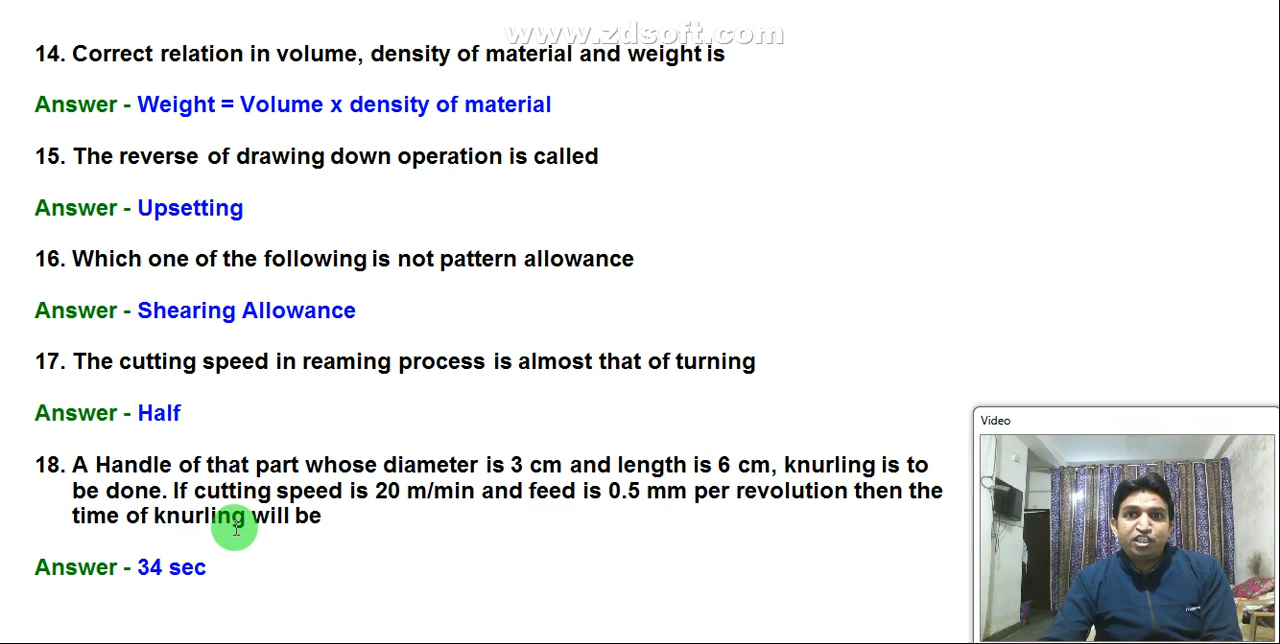 www.zdsoft.com
14. Correct relation in volume, density of material and weight is
Answer - Weight = Volume x density of material
15. The reverse of drawing down operation is called
Answer - Upsetting
16. Which one of the following is not pattern allowance
Answer - Shearing Allowance
17. The cutting speed in reaming process is almost that of turning
Answer - Half
18. A Handle of that part whose diameter is 3 cm and length is 6 cm, knurling is to
be done. If cutting speed is 20 m/min and feed is 0.5 mm per revolution then the
time of knurling will be
Answer - 34 sec
Video